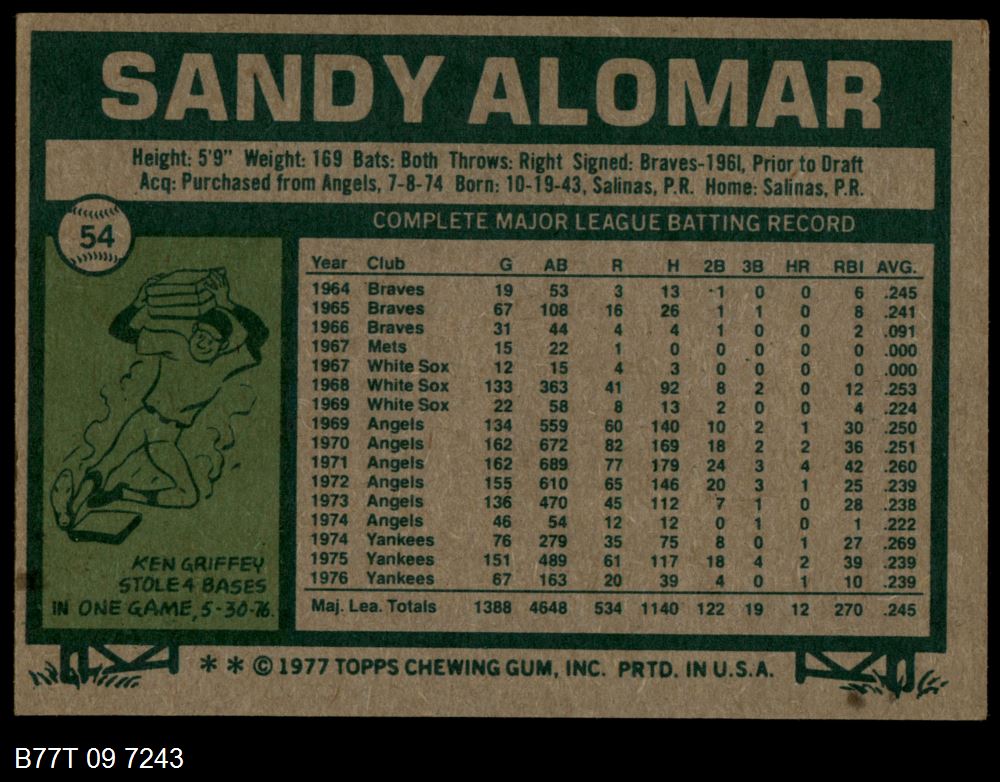 SANDY ALOMAR
Height: 5'9" Weight: 169 Bats: Both Throws: Right Signed: Braves-1961, Prior to Draft
Acq: Purchased from Angels, 7-8-74 Born: 10-19-43, Salinas, P.R. Home: Salinas, P.R.
54
COMPLETE MAJOR LEAGUE BATTING RECORD
Year Club G AB R H 2B 3B HR RBI AVG.
1964 Braves 19 53 3 13 1 0 0 6 .245
1965 Braves 67 108 16 26 1 1 0 8 .241
1966 Braves 31 44 4 4 1 0 0 2 .091
1967 Mets 15 22 1 0 0 0 0 0 .000
1967 White Sox 12 15 4 3 0 0 0 0 .000
1968 White Sox 133 363 41 92 8 2 0 12 .253
1969 White Sox 22 58 8 13 2 0 0 4 .224
1969 Angels 134 559 60 140 10 2 1 30 .250
1970 Angels 162 672 82 169 18 2 2 36 .251
1971 Angels 162 689 77 179 24 3 4 42 .260
1972 Angels 155 610 65 146 20 3 1 25 .239
1973 Angels 136 470 45 112 7 1 0 28 .238
1974 Angels 46 54 12 12 0 1 0 1 .222
1974 Yankees 76 279 35 75 8 0 1 27 .269
1975 Yankees 151 489 61 117 18 4 2 39 .239
1976 Yankees 67 163 20 39 4 0 1 10 .239
Maj. Lea. Totals 1388 4648 534 1140 122 19 12 270 .245
KEN GRIFFEY
STOLE 4 BASES
IN ONE GAME, 5-30-76.
* * © 1977 TOPPS CHEWING GUM, INC. PRTD. IN U.S.A.
B77T 09 7243